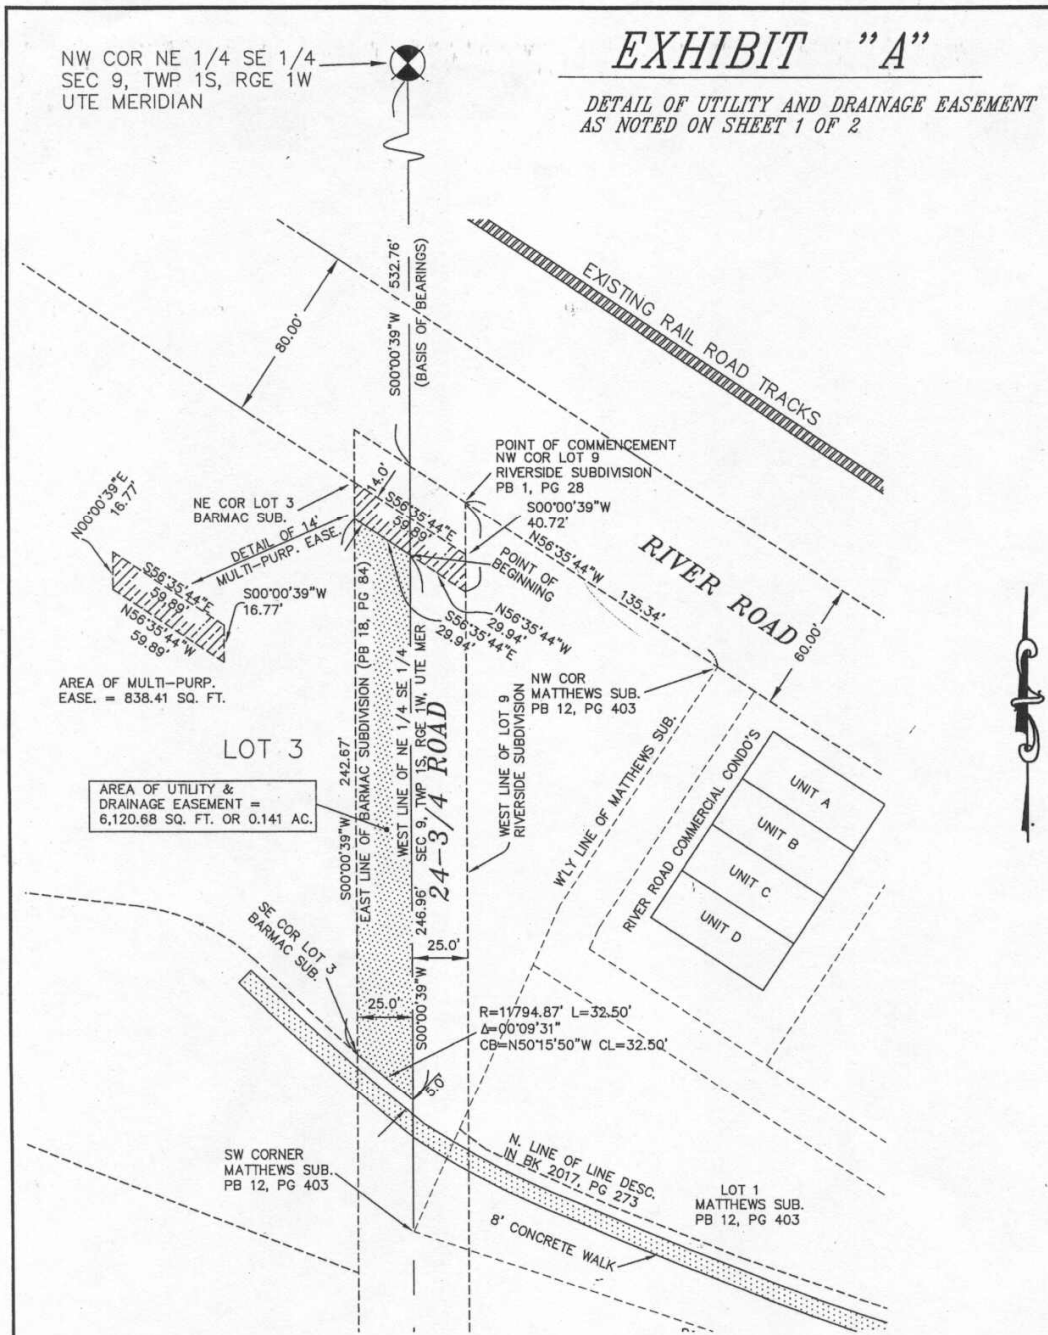 EXHIBIT "A"
DETAIL OF UTILITY AND DRAINAGE EASEMENT
AS NOTED ON SHEET 1 OF 2
NW COR NE 1/4 SE 1/4
SEC 9, TWP 1S, RGE 1W
UTE MERIDIAN
S00°00'39"W 532.76'
(BASIS OF BEARINGS)
EXISTING RAIL ROAD TRACKS
80.00'
POINT OF COMMENCEMENT
NW COR LOT 9
RIVERSIDE SUBDIVISION
PB 1, PG 28
S00°00'39"W
40.72'
NE COR LOT 3
BARMAC SUB.
14.0'
S56°35'44"E
59.89'
DETAIL OF 14'
MULTI-PURP. EASE.
N00°00'39"E
16.77'
S56°35'44"E
59.89'
N56°35'44"W
59.89'
S00°00'39"W
16.77'
AREA OF MULTI-PURP.
EASE. = 838.41 SQ. FT.
POINT OF
BEGINNING
N56°35'44"W
135.34'
RIVER ROAD
60.00'
N56°35'44"W
29.94'
S56°35'44"E
29.94'
NW COR
MATTHEWS SUB.
PB 12, PG 403
LOT 3
AREA OF UTILITY &
DRAINAGE EASEMENT =
6,120.68 SQ. FT. OR 0.141 AC.
S00°00'39"W 242.67'
EAST LINE OF BARMAC SUBDIVISION (PB 18, PG 84)
WEST LINE OF NE 1/4 SE 1/4
S00°00'39"W 246.96' SEC 9, TWP 1S, RGE 1W, UTE MER
24-3/4 ROAD
WEST LINE OF LOT 9
RIVERSIDE SUBDIVISION
W'LY LINE OF MATTHEWS SUB.
RIVER ROAD COMMERCIAL CONDO'S
UNIT A
UNIT B
UNIT C
UNIT D
SE COR LOT 3
BARMAC SUB.
25.0'
25.0'
R=11794.87' L=32.50'
Δ=00°09'31"
CB=N50°15'50"W CL=32.50'
5.0'
SW CORNER
MATTHEWS SUB.
PB 12, PG 403
N. LINE OF LINE DESC.
IN BK 2017, PG 273
8' CONCRETE WALK
LOT 1
MATTHEWS SUB.
PB 12, PG 403